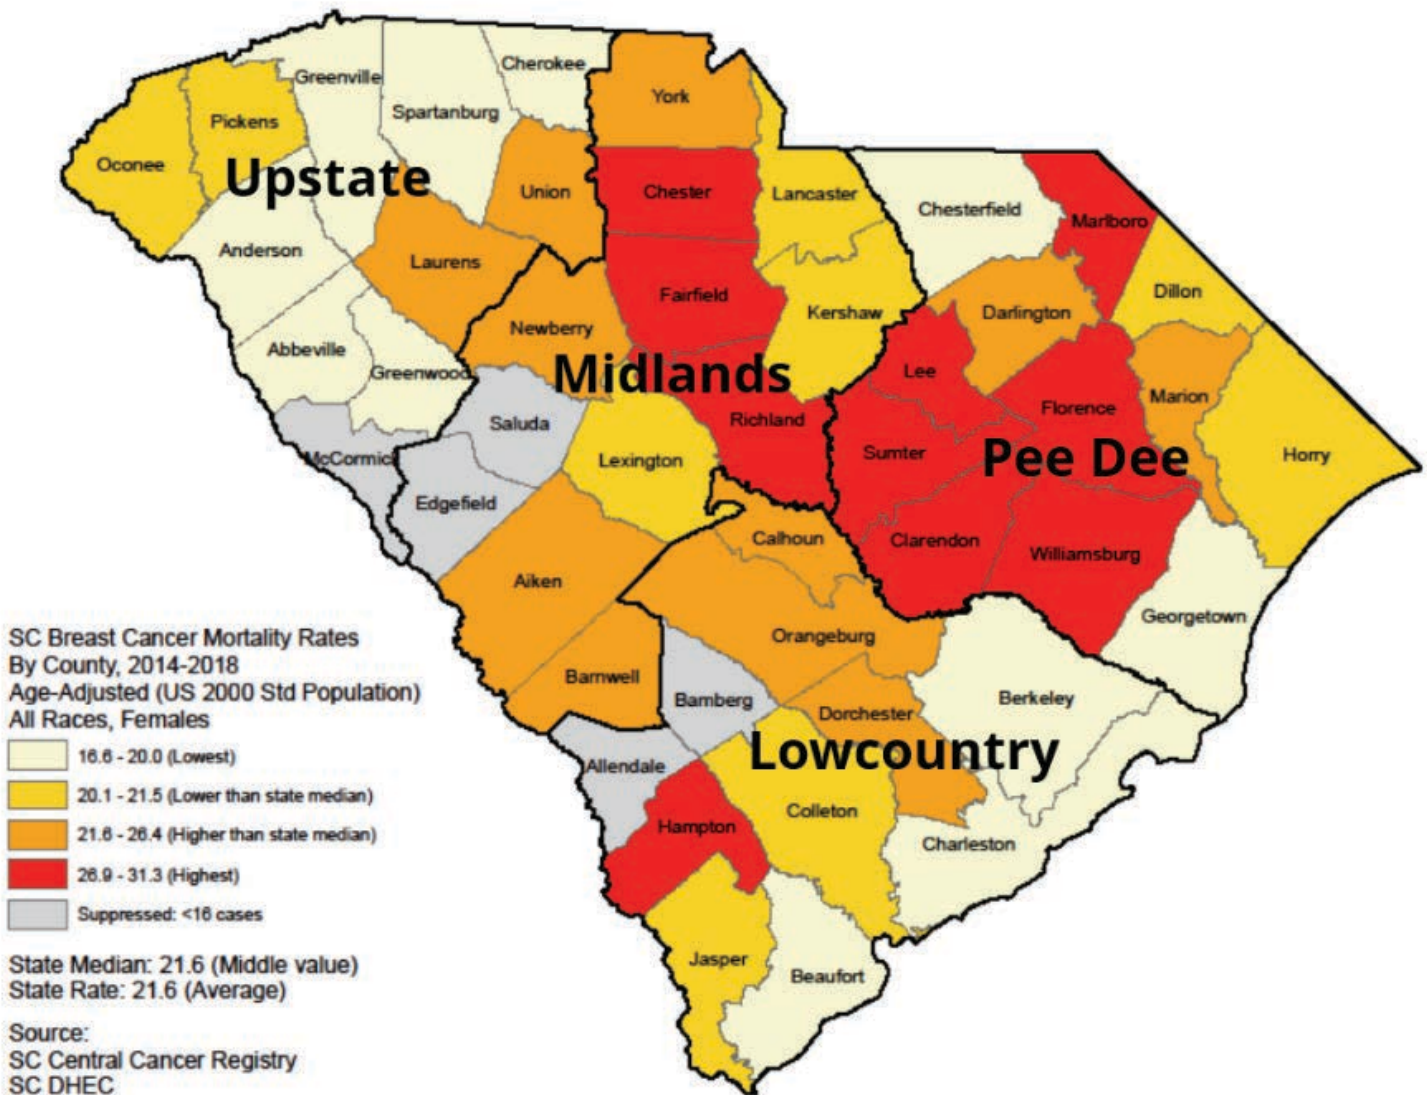 Cherokee
Greenville
York
Spartanburg
Pickens
Oconee
Upstate
Union
Chester
Lancaster
Chesterfield
Marlboro
Anderson
Laurens
Fairfield
Dillon
Kershaw
Darlington
Newberry
Abbeville
Greenwood
Midlands
Lee
Marion
Florence
Richland
Saluda
Sumter
Pee Dee
Horry
McCormic
Lexington
Edgefield
Calhoun
Clarendon
Williamsburg
Aiken
Georgetown
Orangeburg
Barnwell
Bamberg
Berkeley
Dorchester
Lowcountry
Allendale
Colleton
Hampton
Charleston
Jasper
Beaufort
SC Breast Cancer Mortality Rates
By County, 2014-2018
Age-Adjusted (US 2000 Std Population)
All Races, Females
16.6 - 20.0 (Lowest)
20.1 - 21.5 (Lower than state median)
21.6 - 26.4 (Higher than state median)
26.9 - 31.3 (Highest)
Suppressed: <16 cases
State Median: 21.6 (Middle value)
State Rate: 21.6 (Average)
Source:
SC Central Cancer Registry
SC DHEC